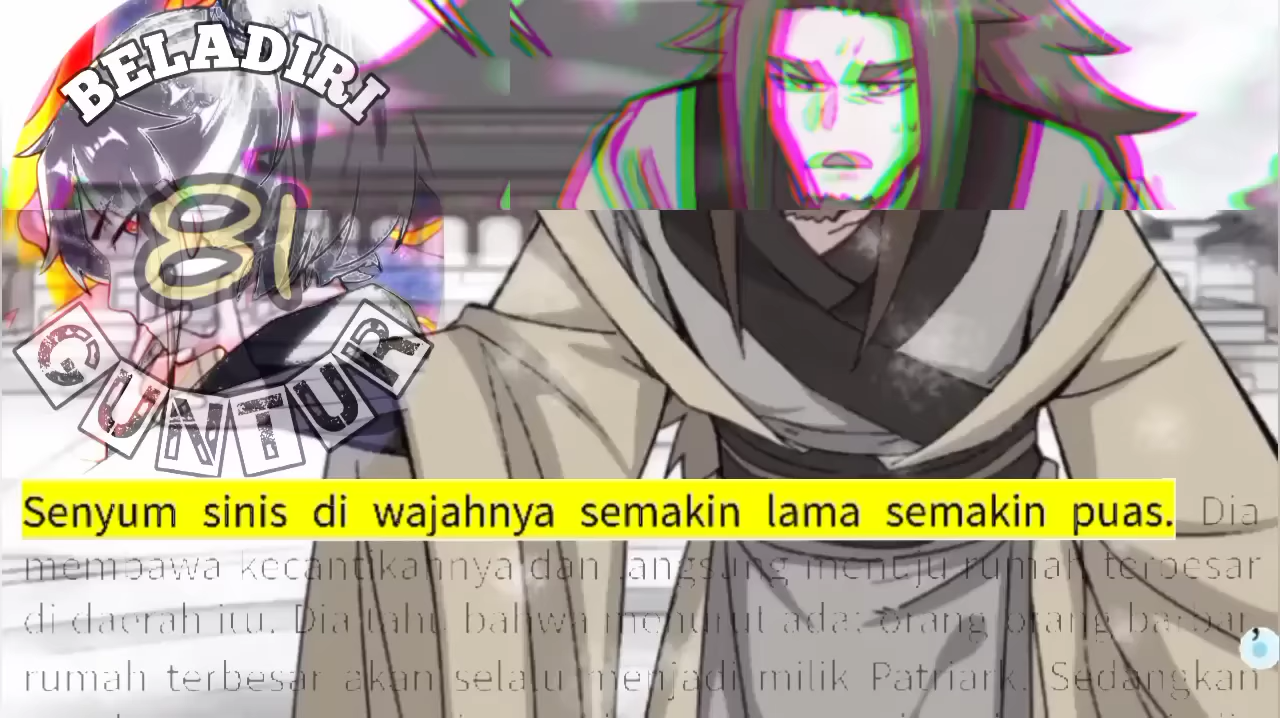 BELADIRI
81
GUNTUR
Senyum sinis di wajahnya semakin lama semakin puas. Dia
membawa kecantikannya dan langsung menuju rumah terbesar
di daerah itu. Dia tahu bahwa menurut adat orang orang barbar,
rumah terbesar akan selalu menjadi milik Patriark. Sedangkan